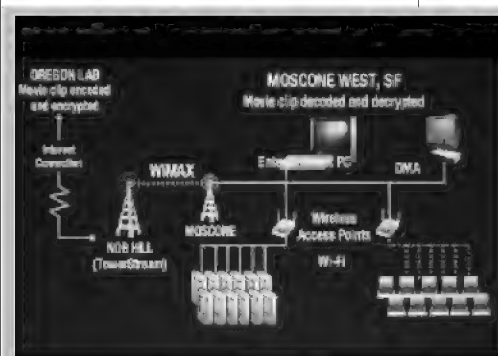 OREGON LAB
Movie clip encoded
and encrypted
MOSCONE WEST, SF
Movie clip decoded and decrypted
Internet
Connection
PC
DMA
WIMAX
MOSCONE
NOB HILL
(TowerStream)
Wireless
Access Points
Wi-Fi